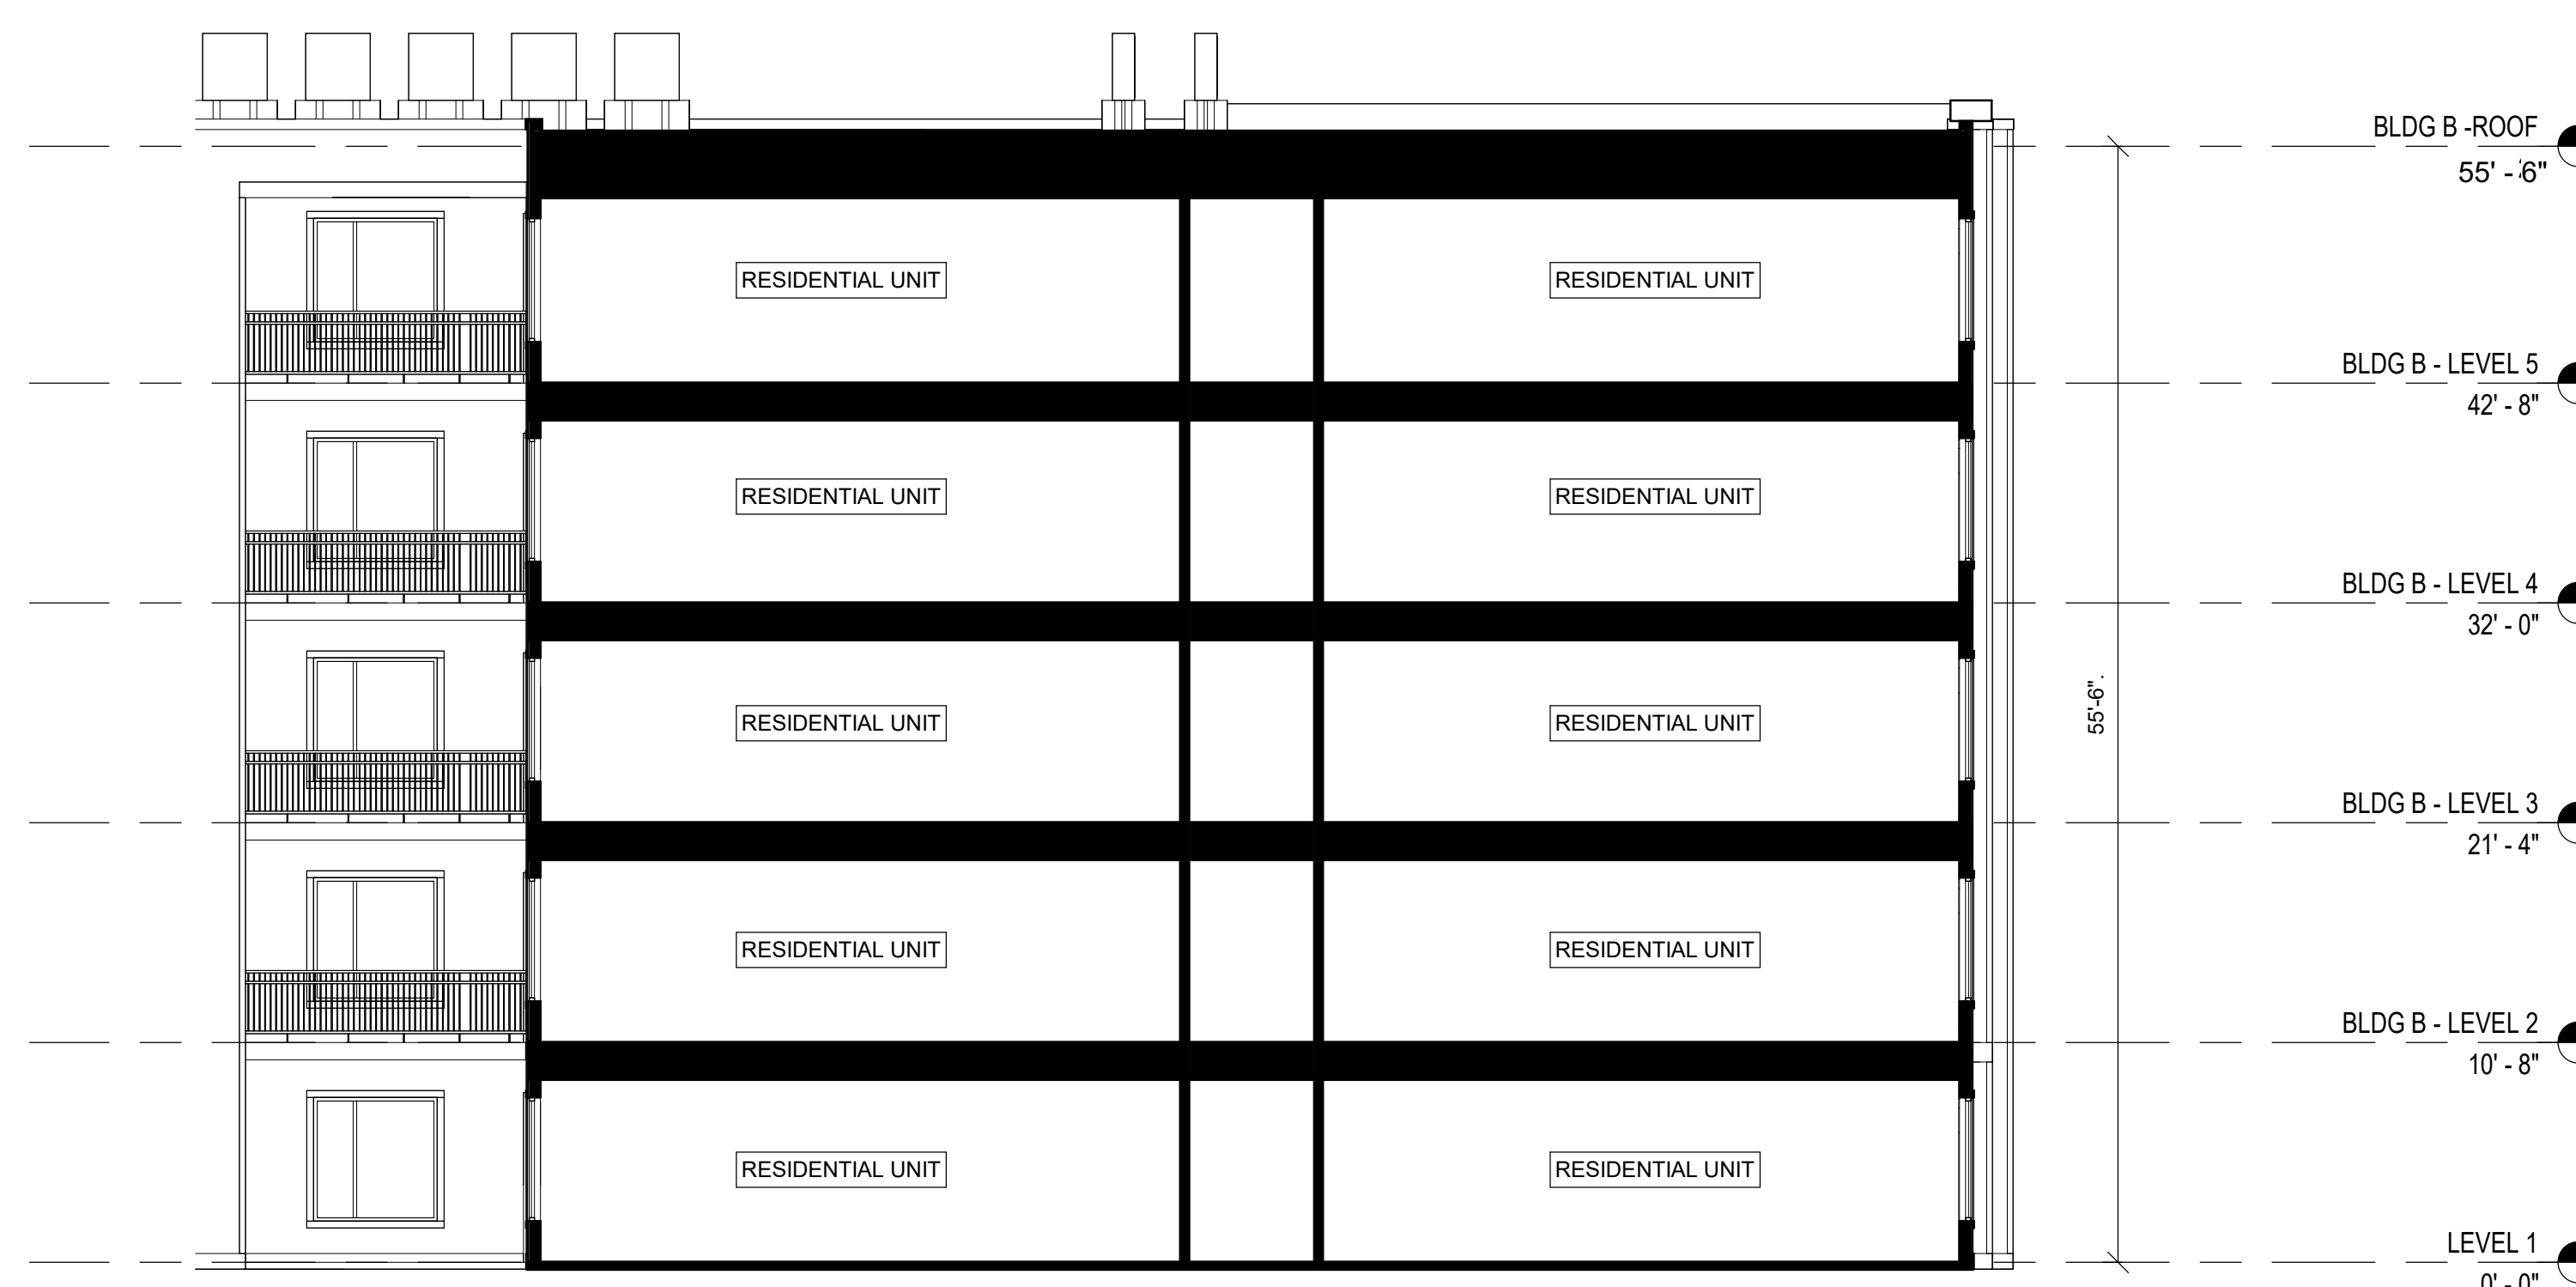 BLDG B -ROOF
55' - 6"
RESIDENTIAL UNIT
RESIDENTIAL UNIT
BLDG B - LEVEL 5
42' - 8"
RESIDENTIAL UNIT
RESIDENTIAL UNIT
BLDG B - LEVEL 4
32' - 0"
RESIDENTIAL UNIT
RESIDENTIAL UNIT
55'-6".
BLDG B - LEVEL 3
21' - 4"
RESIDENTIAL UNIT
RESIDENTIAL UNIT
BLDG B - LEVEL 2
10' - 8"
RESIDENTIAL UNIT
RESIDENTIAL UNIT
LEVEL 1
0' - 0"